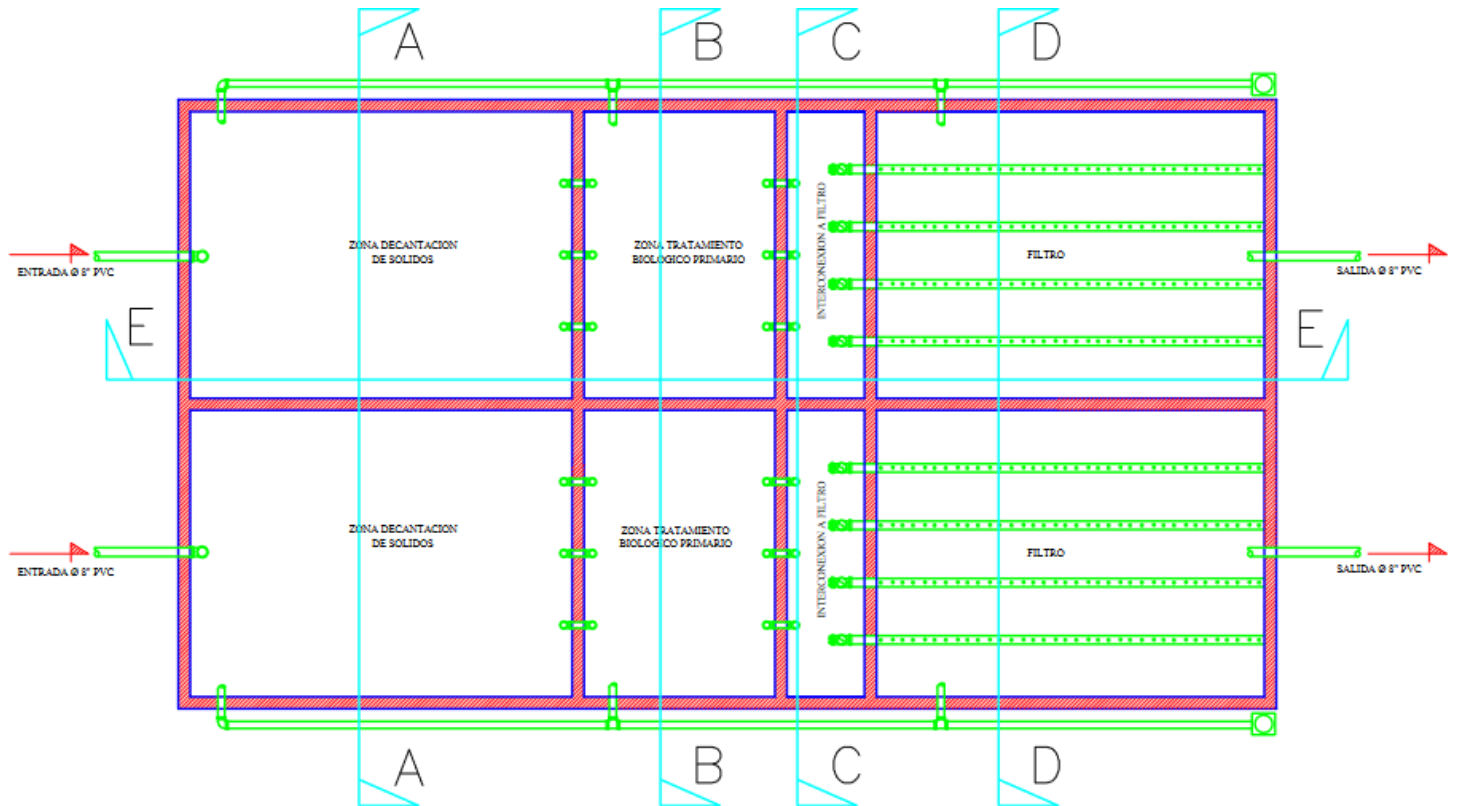 A
B
C
D
ZONA DECANTACION
DE SOLIDOS
ZONA TRATAMIENTO
BIOLOGICO PRIMARIO
INTERCONEXION A FILTRO
FILTRO
ENTRADA Ø 8" PVC
SALIDA Ø 8" PVC
E
E
ZONA DECANTACION
DE SOLIDOS
ZONA TRATAMIENTO
BIOLOGICO PRIMARIO
INTERCONEXION A FILTRO
FILTRO
ENTRADA Ø 8" PVC
SALIDA Ø 8" PVC
A
B
C
D